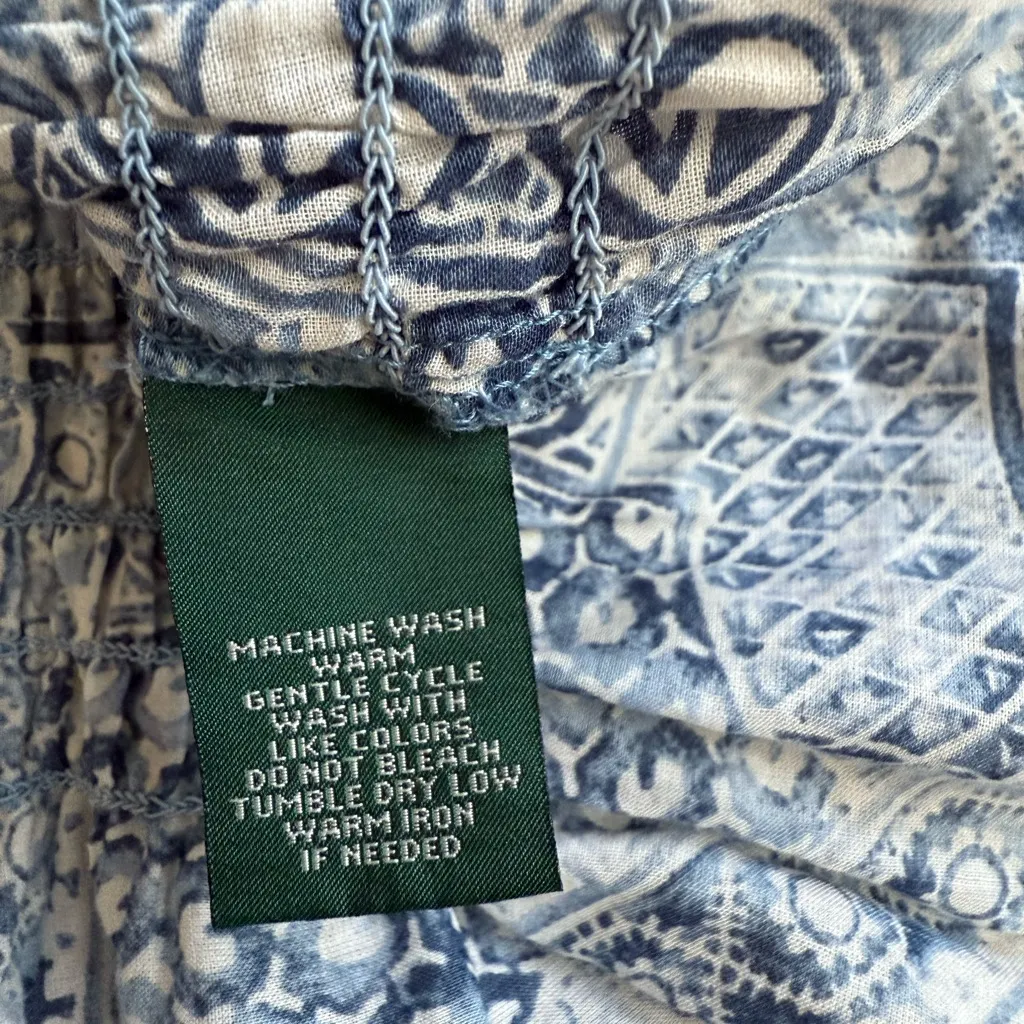 MACHINE WASH
WARM
GENTLE CYCLE
WASH WITH
LIKE COLORS
DO NOT BLEACH
TUMBLE DRY LOW
WARM IRON
IF NEEDED